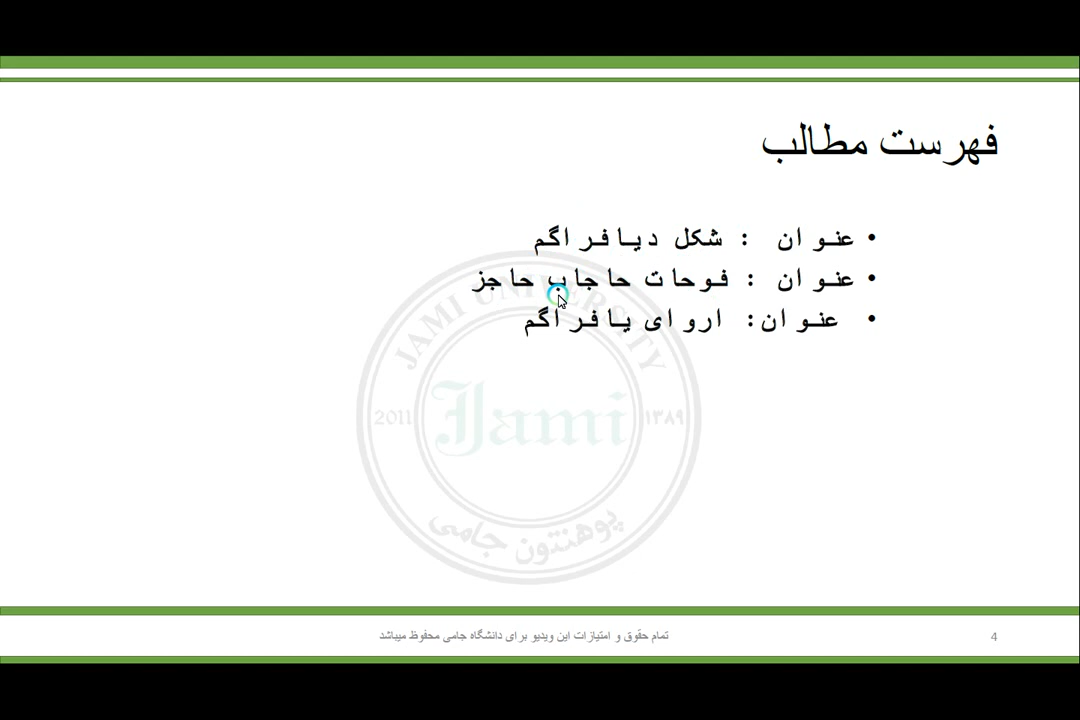 فهرست مطالب
• عنوان : شکل دیافراگم
• عنوان : فوحات حاجاب حاجز
• عنوان: اروای یافراگم
JAMI UNIVERSITY
2011 Jami ۱۳۸۹
پوهنتون جامی
تمام حقوق و امتیازات این ویدیو برای دانشگاه جامی محفوظ میباشد
4